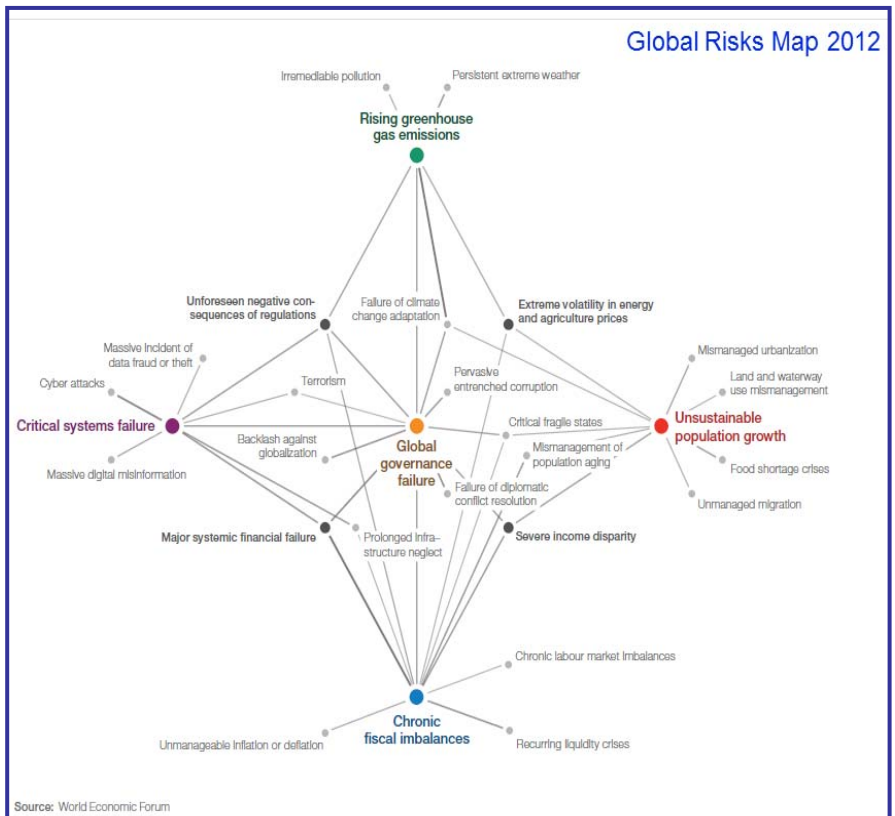 Global Risks Map 2012
Irremediable pollution
Persistent extreme weather
Rising greenhouse
gas emissions
Unforeseen negative con-
sequences of regulations
Failure of climate
change adaptation
Extreme volatility in energy
and agriculture prices
Massive incident of
data fraud or theft
Mismanaged urbanization
Cyber attacks
Terrorism
Pervasive
entrenched corruption
Land and waterway
use mismanagement
Critical systems failure
Backlash against
globalization
Global
governance
failure
Critical fragile states
Mismanagement of
population aging
Unsustainable
population growth
Massive digital misinformation
Food shortage crises
Failure of diplomatic
conflict resolution
Unmanaged migration
Major systemic financial failure
Prolonged infra-
structure neglect
Severe income disparity
Chronic labour market imbalances
Chronic
fiscal imbalances
Unmanageable inflation or deflation
Recurring liquidity crises
Source: World Economic Forum